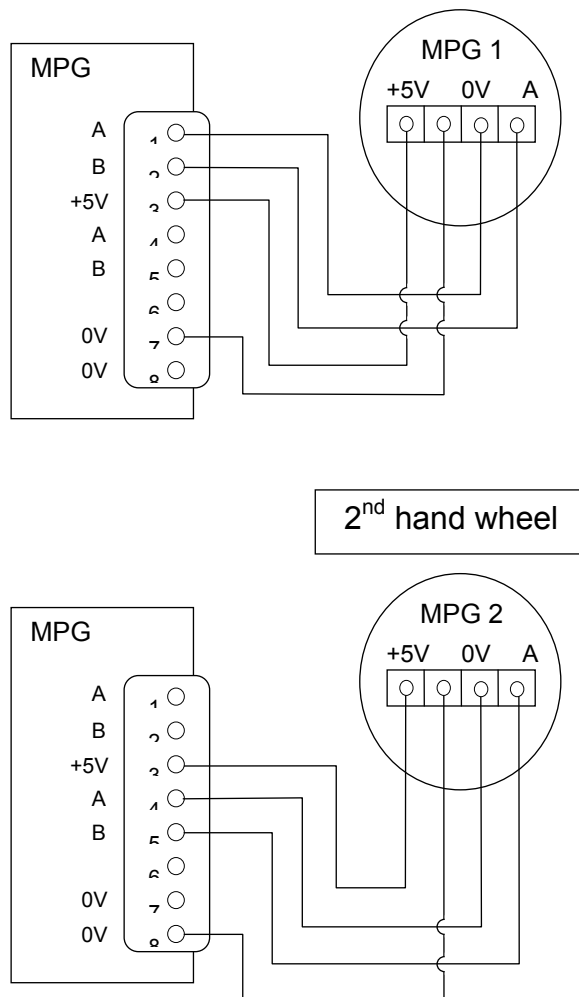 MPG
MPG 1
+5V 0V A
A 1
B 2
+5V 3
A 4
B 5
6
0V 7
0V 8
2nd hand wheel
MPG
MPG 2
+5V 0V A
A 1
B 2
+5V 3
A 4
B 5
6
0V 7
0V 8